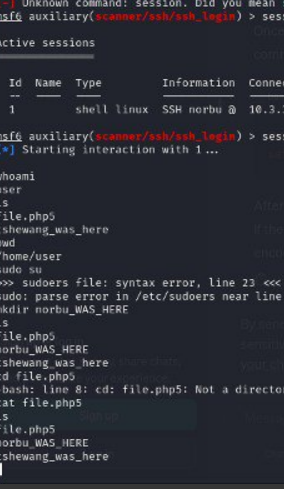 [-] Unknown command: session. Did you mean
msf6 auxiliary(scanner/ssh/ssh_login) > sess
Active sessions
Id Name Type Information Connec
1 shell linux SSH norbu @ 10.3.
msf6 auxiliary(scanner/ssh/ssh_login) > sess
[*] Starting interaction with 1...
whoami
user
ls
file.php5
tshewang_was_here
pwd
/home/user
sudo su
>>> sudoers file: syntax error, line 23 <<<
sudo: parse error in /etc/sudoers near line
mkdir norbu_WAS_HERE
ls
file.php5
norbu_WAS_HERE
tshewang_was_here
cd file.php5
-bash: line 8: cd: file.php5: Not a director
cat file.php5
ls
file.php5
norbu_WAS_HERE
tshewang_was_here